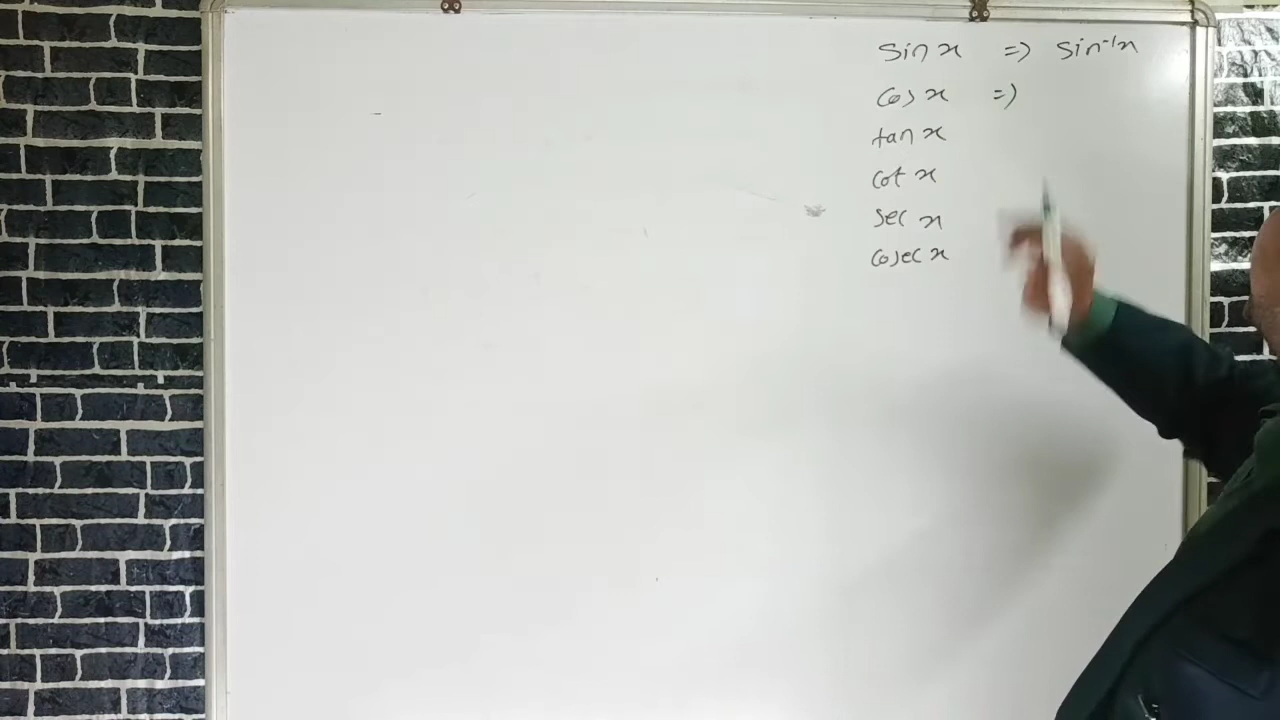 sin x => sin⁻¹x
cos x =>
tan x
cot x
sec x
cosec x